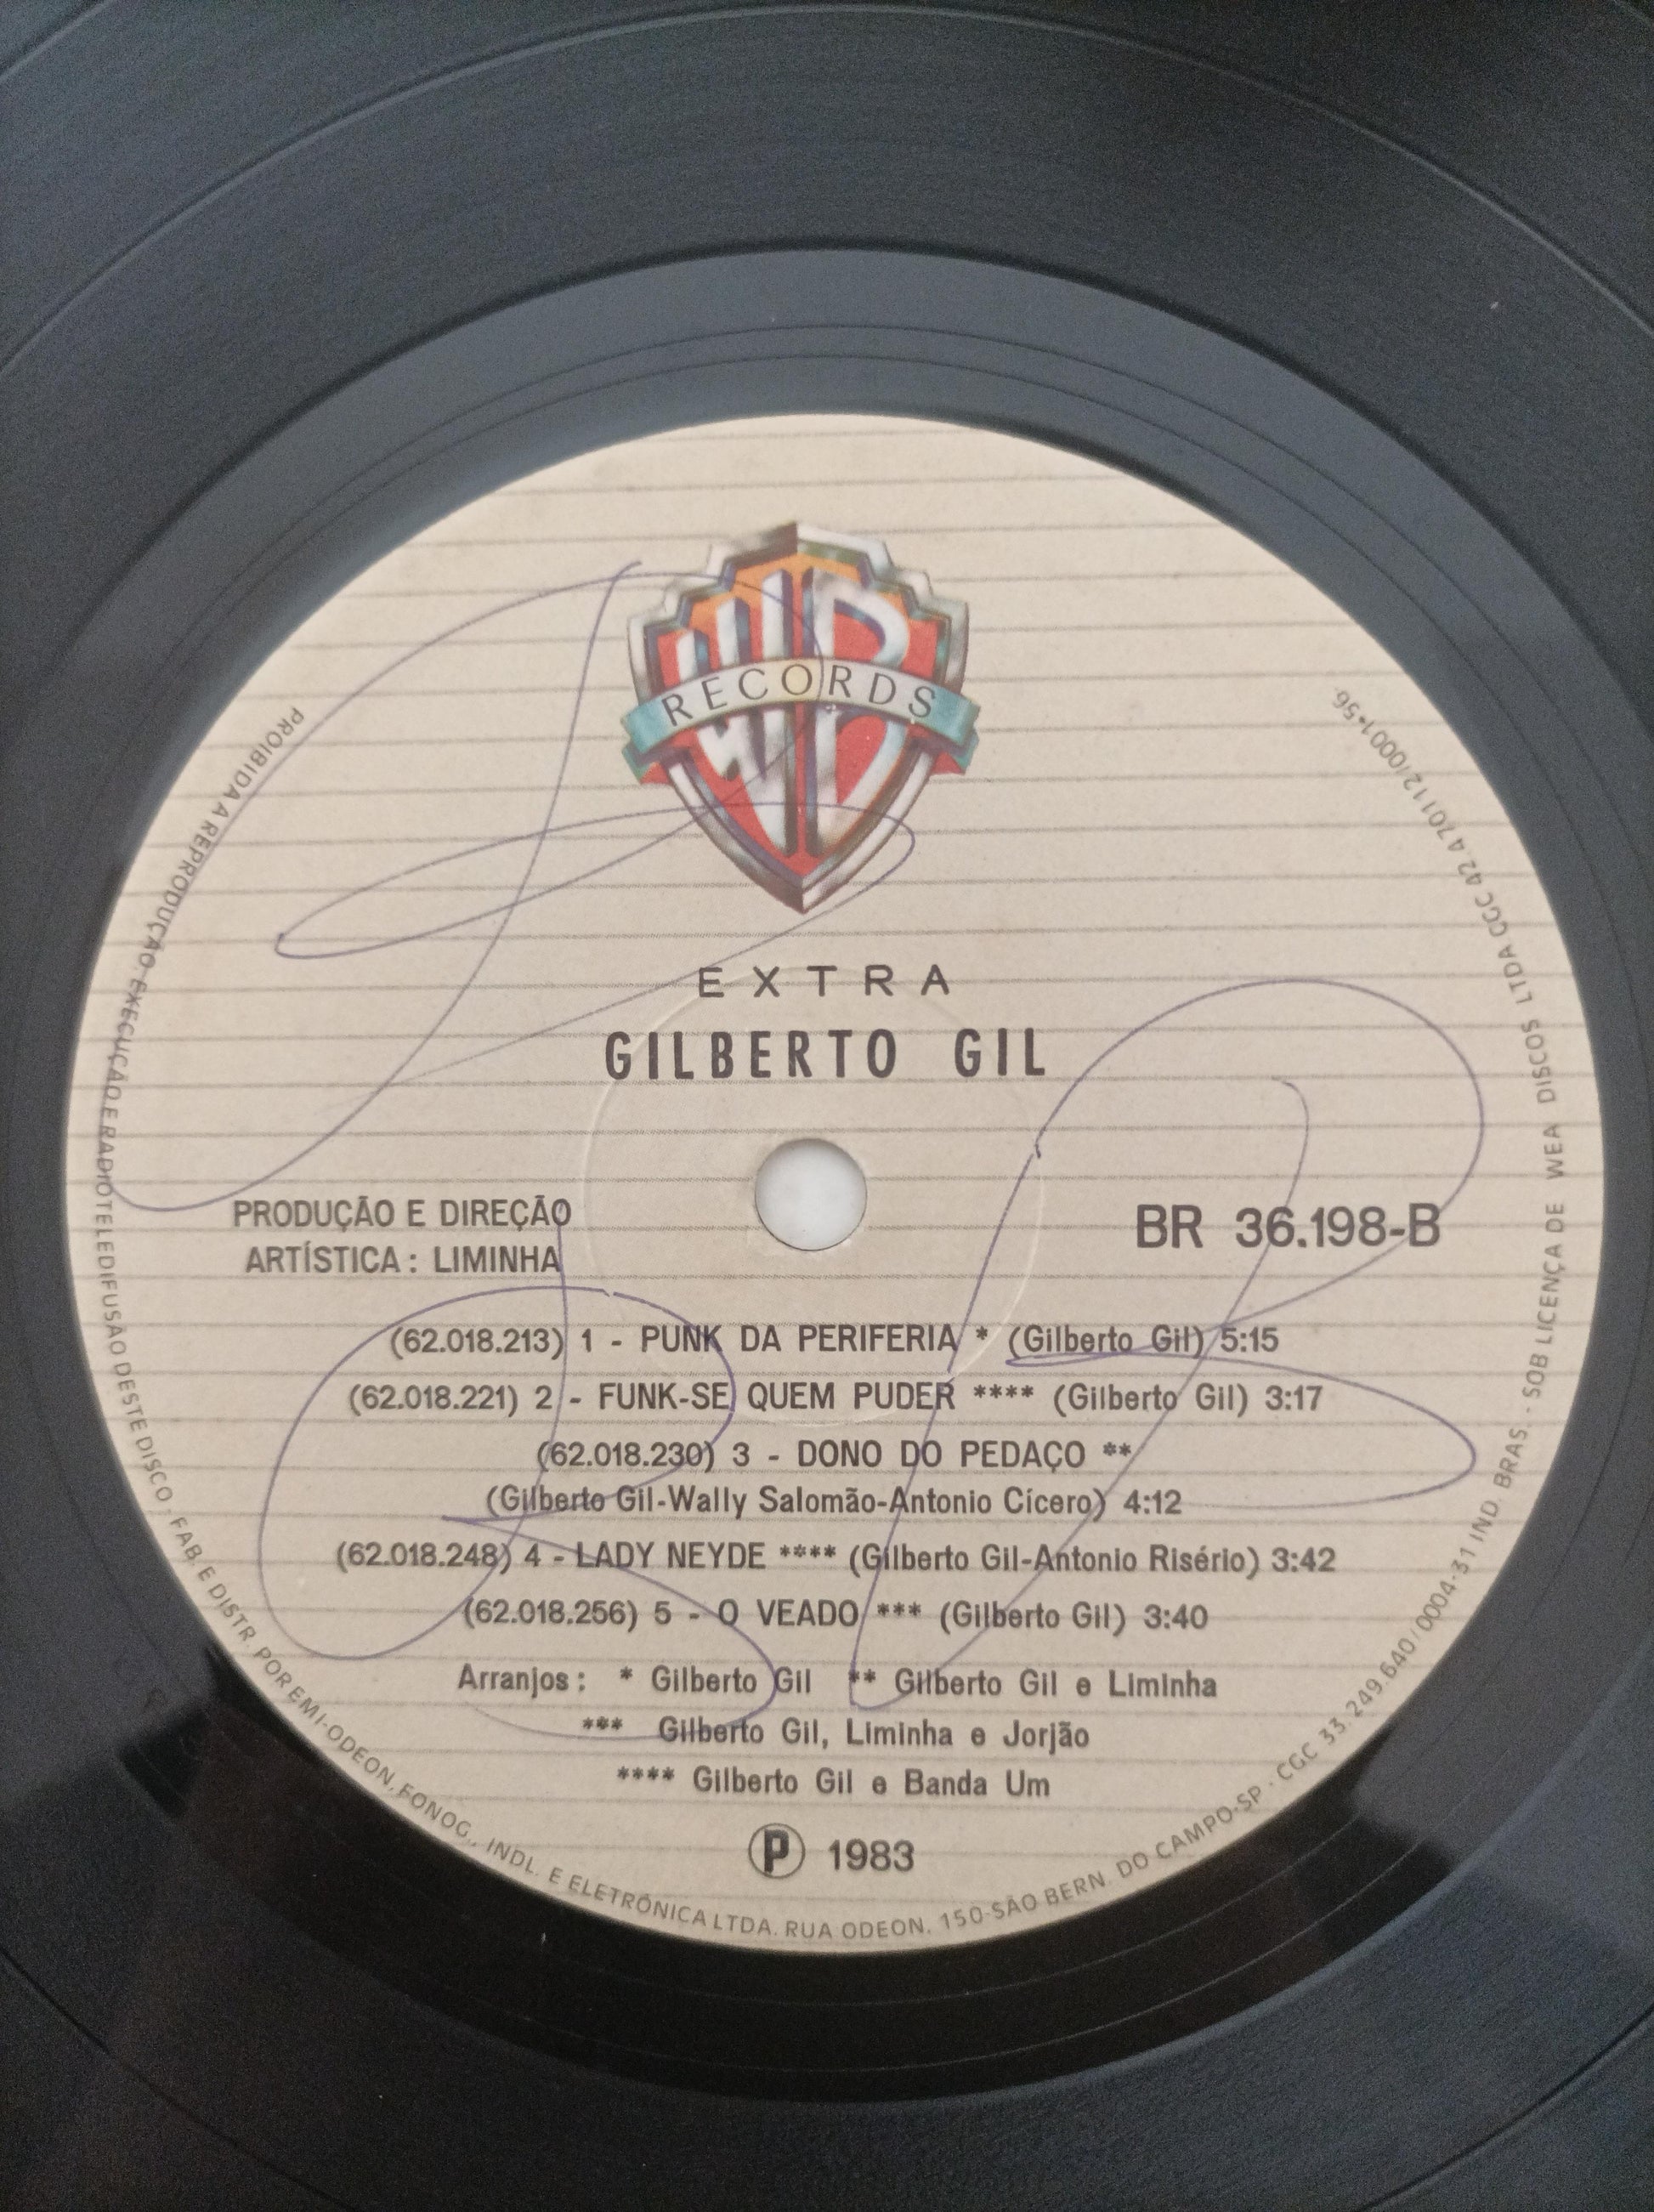 WB
RECORDS
EXTRA
GILBERTO GIL
PRODUÇÃO E DIREÇÃO
ARTÍSTICA : LIMINHA
BR 36.198-B
(62.018.213) 1 - PUNK DA PERIFERIA * (Gilberto Gil) 5:15
(62.018.221) 2 - FUNK-SE QUEM PUDER **** (Gilberto Gil) 3:17
(62.018.230) 3 - DONO DO PEDAÇO **
(Gilberto Gil-Wally Salomão-Antonio Cícero) 4:12
(62.018.248) 4 - LADY NEYDE **** (Gilberto Gil-Antonio Risério) 3:42
(62.018.256) 5 - O VEADO *** (Gilberto Gil) 3:40
Arranjos : * Gilberto Gil ** Gilberto Gil e Liminha
*** Gilberto Gil, Liminha e Jorjão
**** Gilberto Gil e Banda Um
Ⓟ 1983
PROIBIDA A REPRODUÇÃO, EXECUÇÃO E RADIOTELEDIFUSÃO DESTE DISCO · FAB. E DISTR. POR EMI-ODEON, FONOG., INDL. E ELETRÔNICA LTDA. RUA ODEON, 150-SÃO BERN. DO CAMPO-SP · CGC 33.249.640/0004-31 IND. BRAS. - SOB LICENÇA DE WEA DISCOS LTDA CGC 42 470 112/0001•56